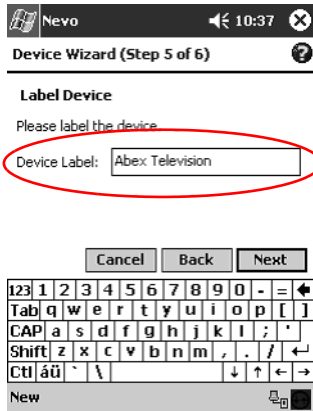 Nevo 10:37
Device Wizard (Step 5 of 6)
Label Device
Please label the device
Device Label: Abex Television
Cancel Back Next
123 1 2 3 4 5 6 7 8 9 0 - =
Tab q w e r t y u i o p [ ]
CAP a s d f g h j k l ; '
Shift z x c v b n m , . /
Ctl áü ` \
New